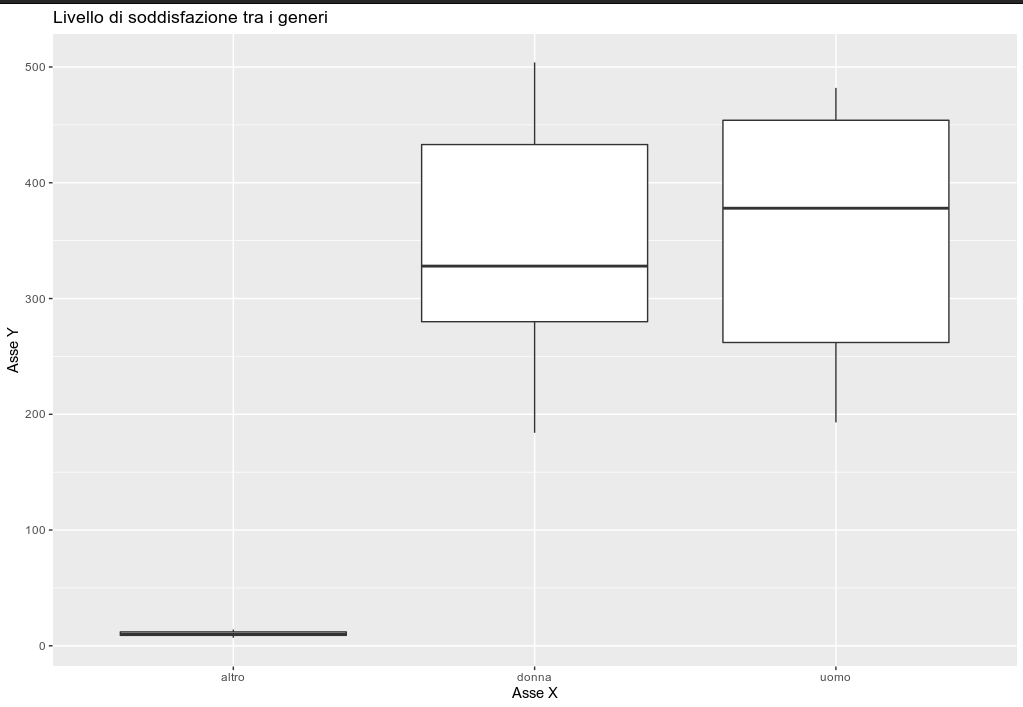 Livello di soddisfazione tra i generi
500
400
300
200
100
0
Asse Y
altro donna uomo
Asse X